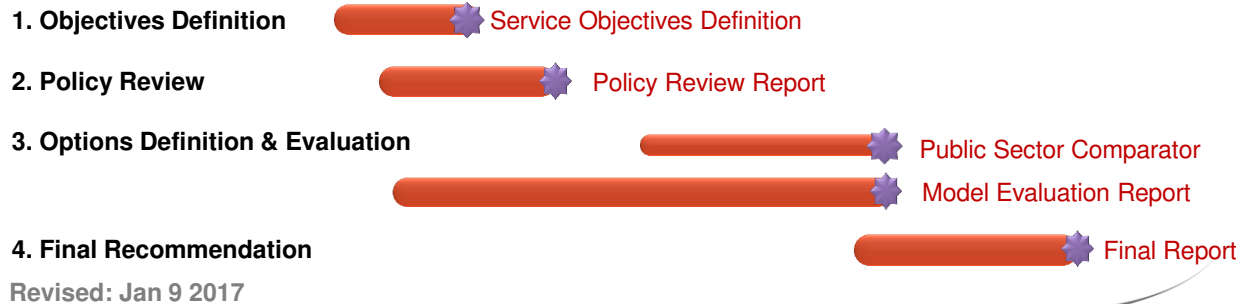 1. Objectives Definition Service Objectives Definition
2. Policy Review Policy Review Report
3. Options Definition & Evaluation Public Sector Comparator
Model Evaluation Report
4. Final Recommendation Final Report
Revised: Jan 9 2017